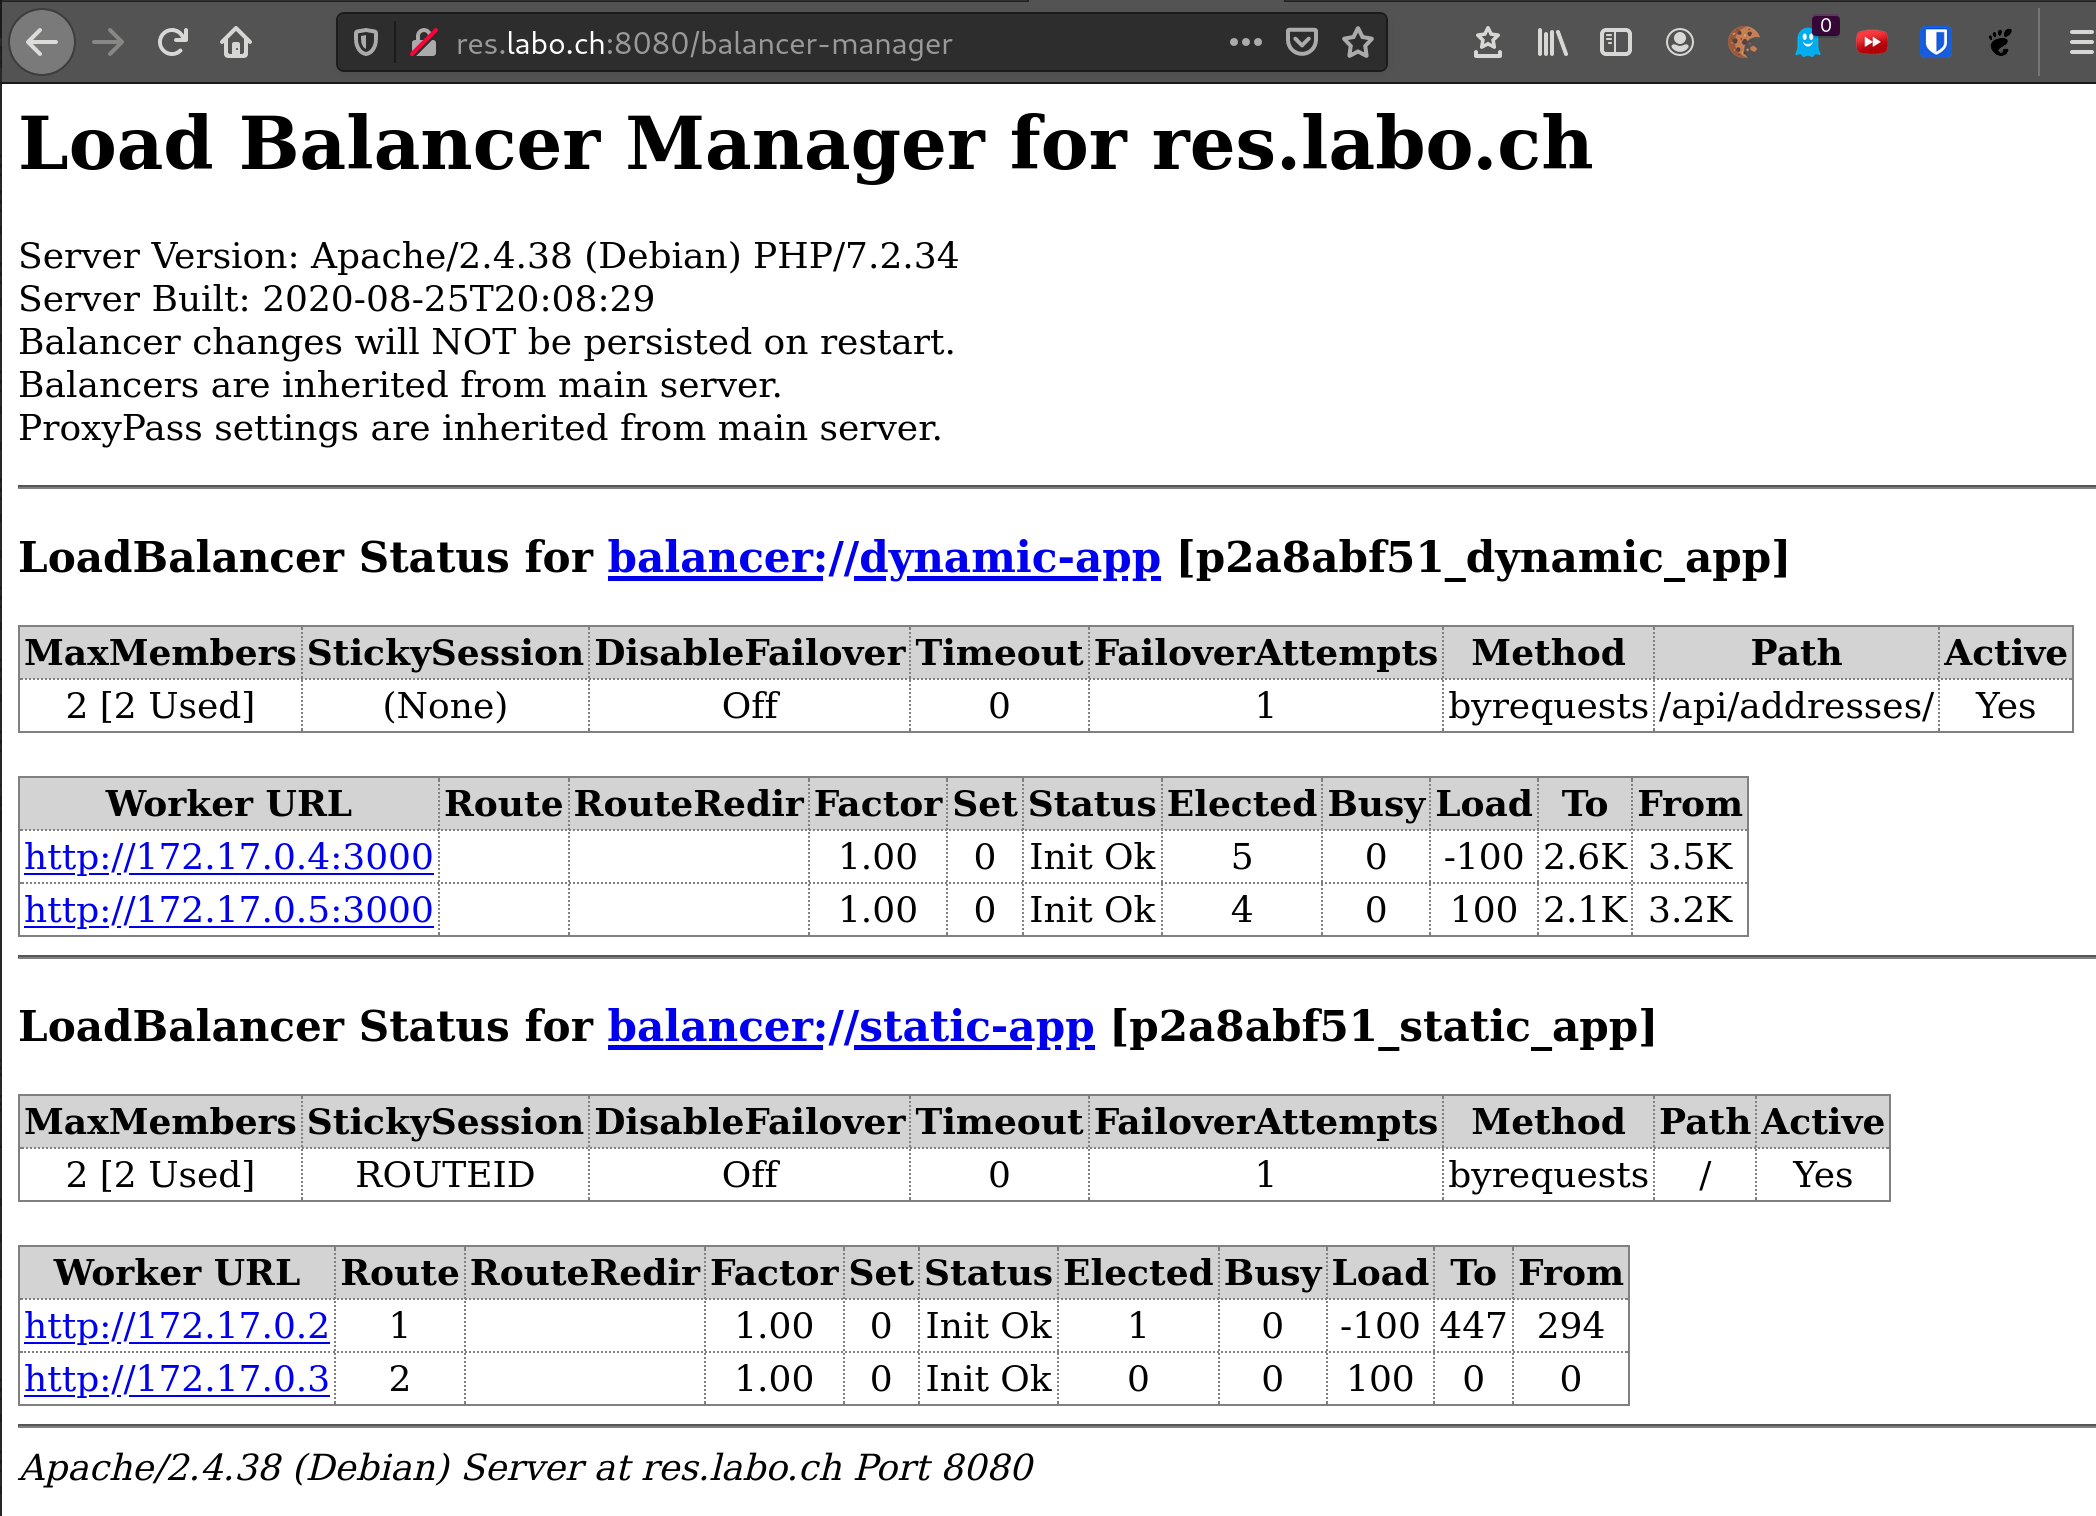 res.labo.ch:8080/balancer-manager
0
Load Balancer Manager for res.labo.ch
Server Version: Apache/2.4.38 (Debian) PHP/7.2.34
Server Built: 2020-08-25T20:08:29
Balancer changes will NOT be persisted on restart.
Balancers are inherited from main server.
ProxyPass settings are inherited from main server.
LoadBalancer Status for balancer://dynamic-app [p2a8abf51_dynamic_app]
MaxMembers StickySession DisableFailover Timeout FailoverAttempts Method Path Active
2 [2 Used] (None) Off 0 1 byrequests /api/addresses/ Yes
Worker URL Route RouteRedir Factor Set Status Elected Busy Load To From
http://172.17.0.4:3000 1.00 0 Init Ok 5 0 -100 2.6K 3.5K
http://172.17.0.5:3000 1.00 0 Init Ok 4 0 100 2.1K 3.2K
LoadBalancer Status for balancer://static-app [p2a8abf51_static_app]
MaxMembers StickySession DisableFailover Timeout FailoverAttempts Method Path Active
2 [2 Used] ROUTEID Off 0 1 byrequests / Yes
Worker URL Route RouteRedir Factor Set Status Elected Busy Load To From
http://172.17.0.2 1 1.00 0 Init Ok 1 0 -100 447 294
http://172.17.0.3 2 1.00 0 Init Ok 0 0 100 0 0
Apache/2.4.38 (Debian) Server at res.labo.ch Port 8080